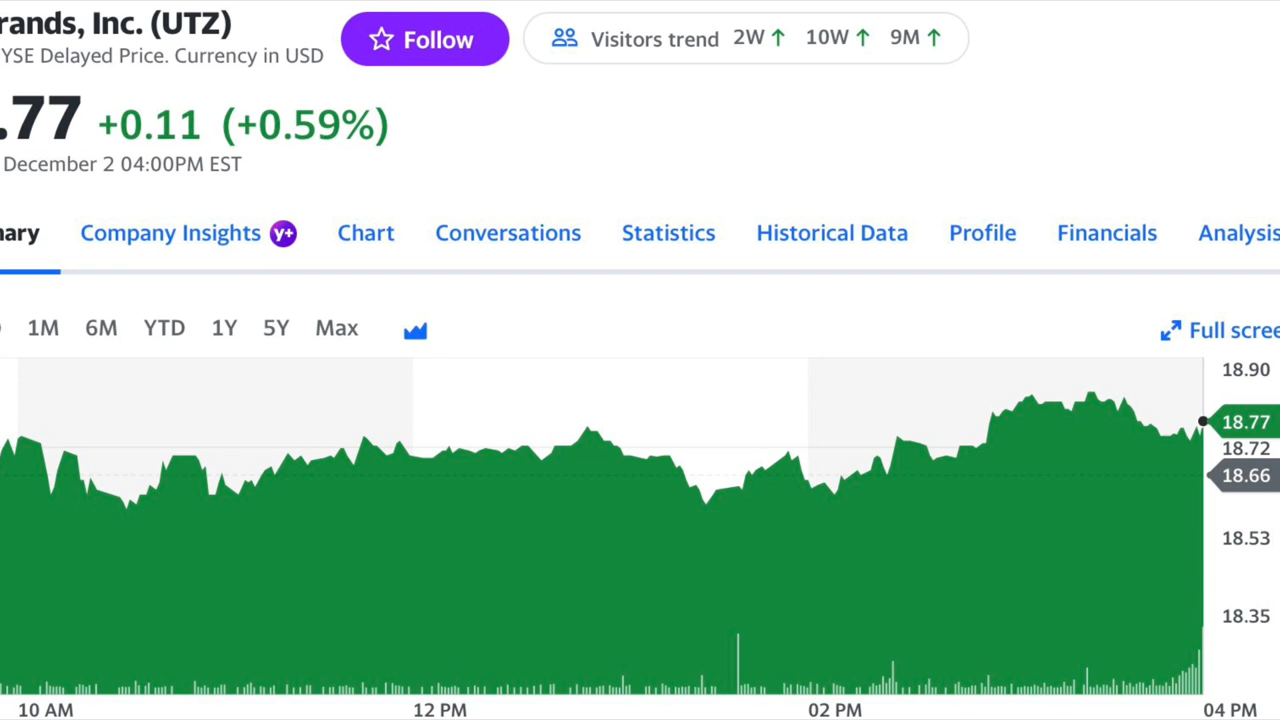 rands, Inc. (UTZ)
YSE Delayed Price. Currency in USD
Follow
Visitors trend 2W ↑ 10W ↑ 9M ↑
.77 +0.11 (+0.59%)
December 2 04:00PM EST
ary Company Insights y+ Chart Conversations Statistics Historical Data Profile Financials Analysis
1M 6M YTD 1Y 5Y Max
Full scree
18.90
18.77
18.72
18.66
18.53
18.35
10 AM 12 PM 02 PM 04 PM